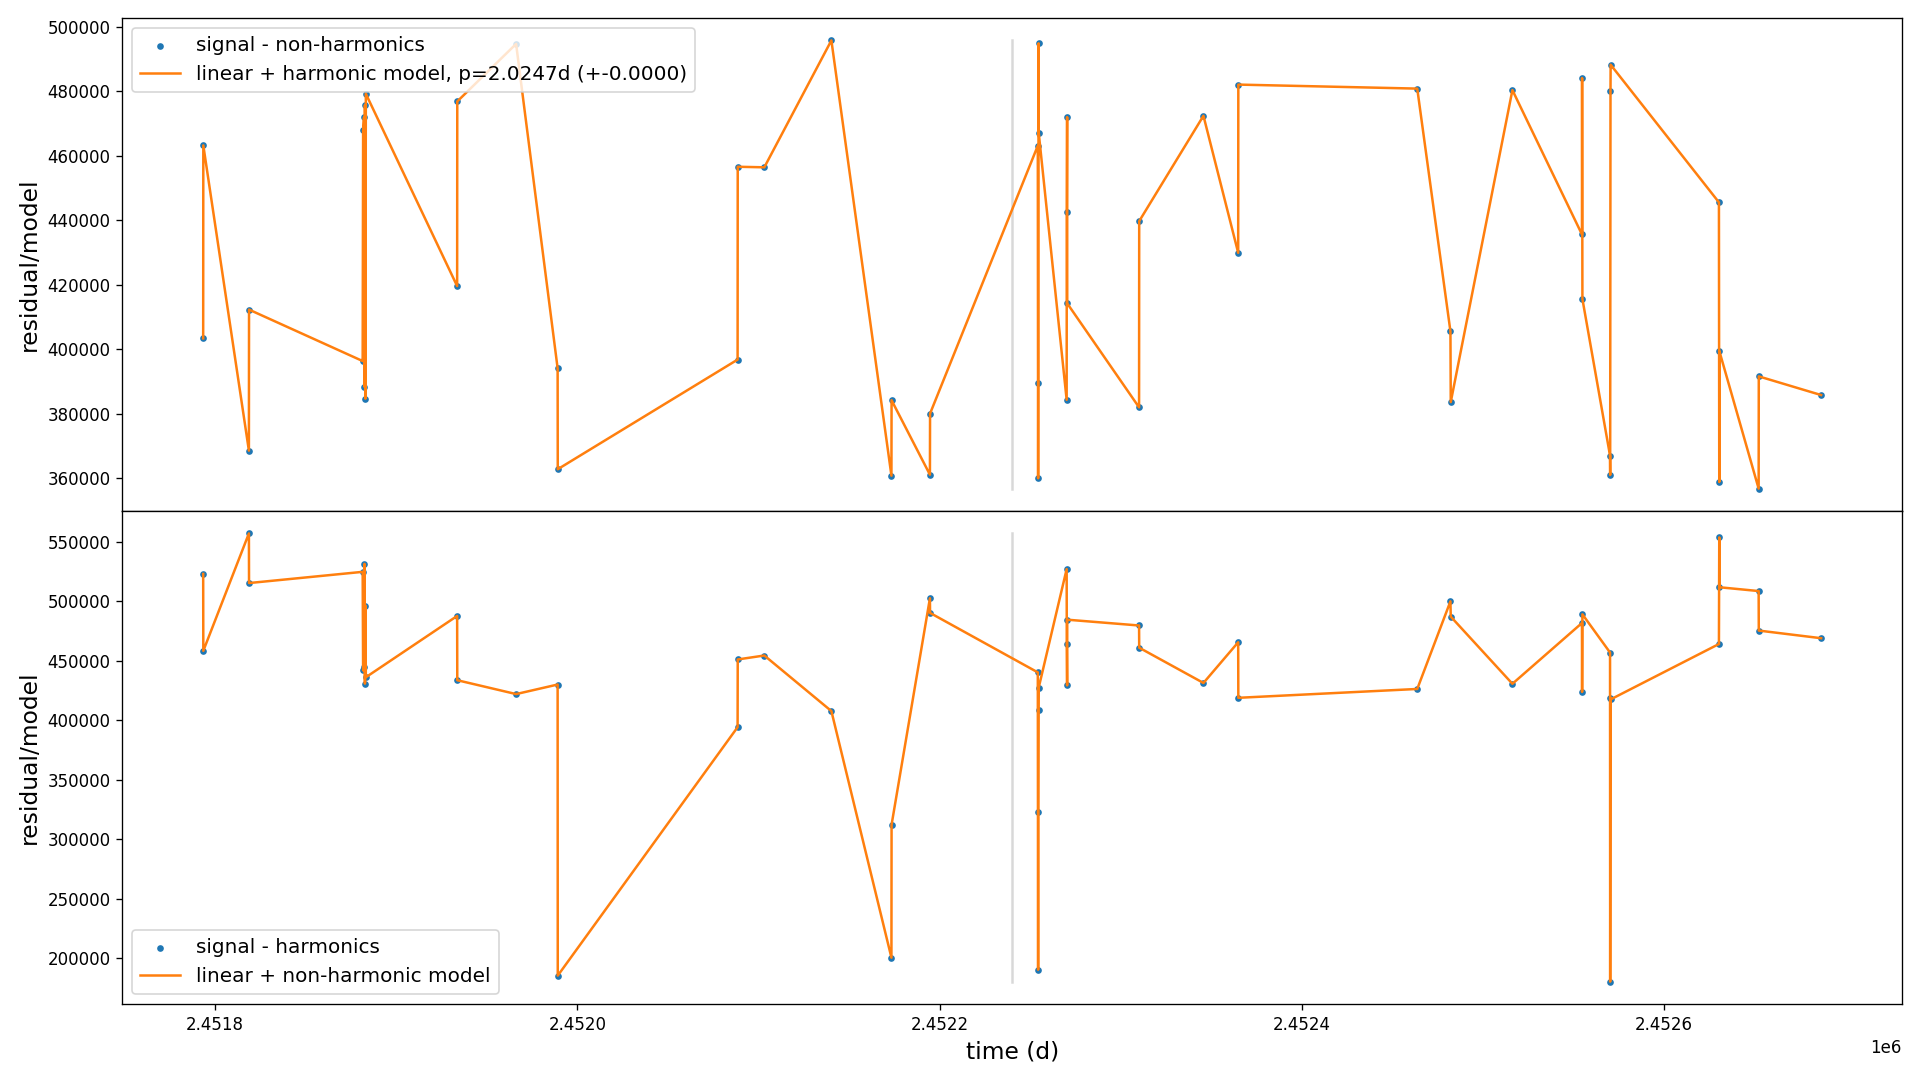 500000
480000
460000
440000
420000
400000
380000
360000
residual/model
signal - non-harmonics
linear + harmonic model, p=2.0247d (+-0.0000)
550000
500000
450000
400000
350000
300000
250000
200000
residual/model
signal - harmonics
linear + non-harmonic model
2.4518 2.4520 2.4522 2.4524 2.4526
time (d)
1e6